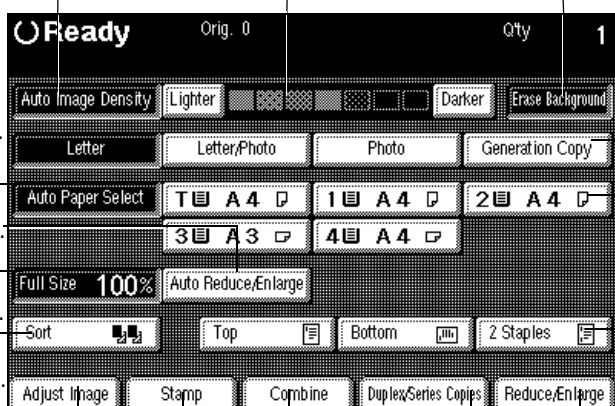 Ready Orig. 0 Q'ty 1
Auto Image Density Lighter Darker Erase Background
Letter Letter/Photo Photo Generation Copy
Auto Paper Select T A4 1 A4 2 A4
3 A3 4 A4
Full Size 100% Auto Reduce/Enlarge
Sort Top Bottom 2 Staples
Adjust Image Stamp Combine Duplex/Series Copies Reduce/Enlarge